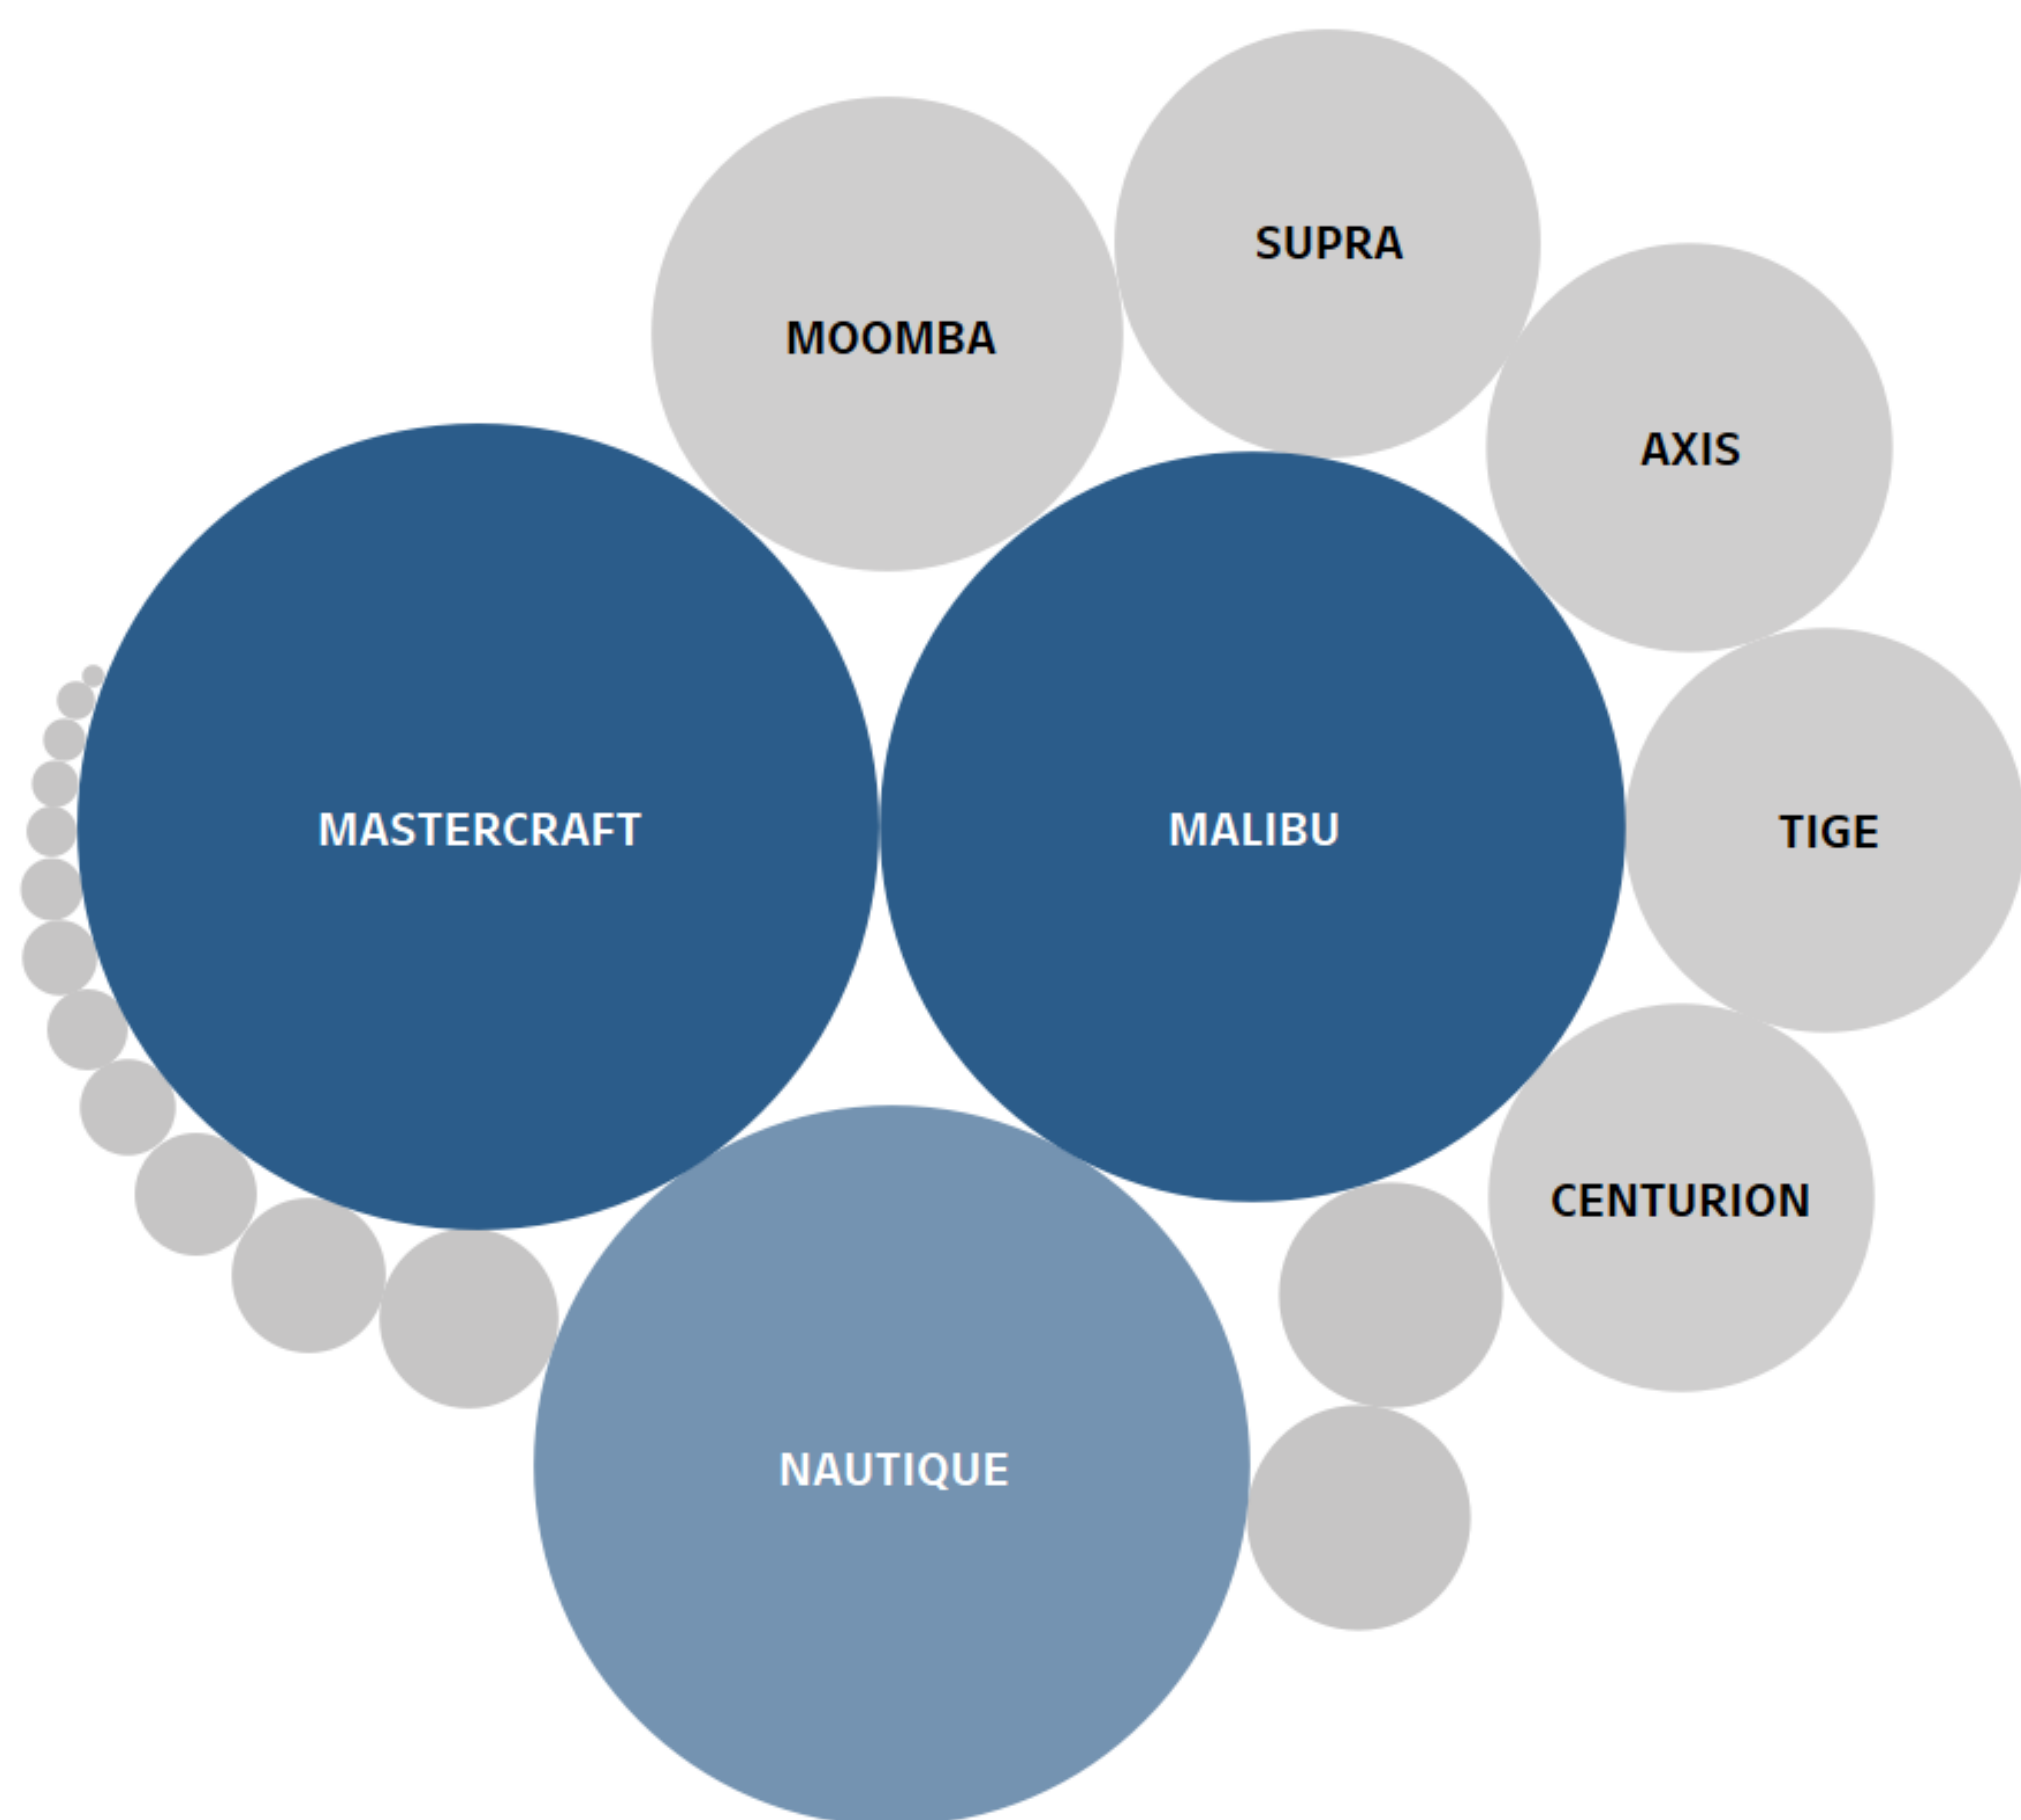 SUPRA
MOOMBA
AXIS
MASTERCRAFT
MALIBU
TIGE
CENTURION
NAUTIQUE